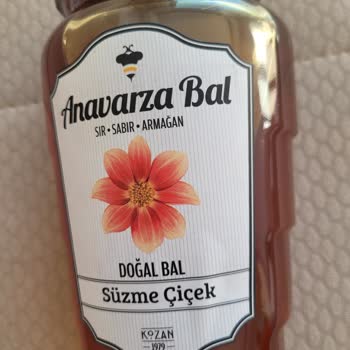 Anavarza Bal
SIR • SABIR • ARMAĞAN
DOĞAL BAL
Süzme Çiçek
KOZAN
1979